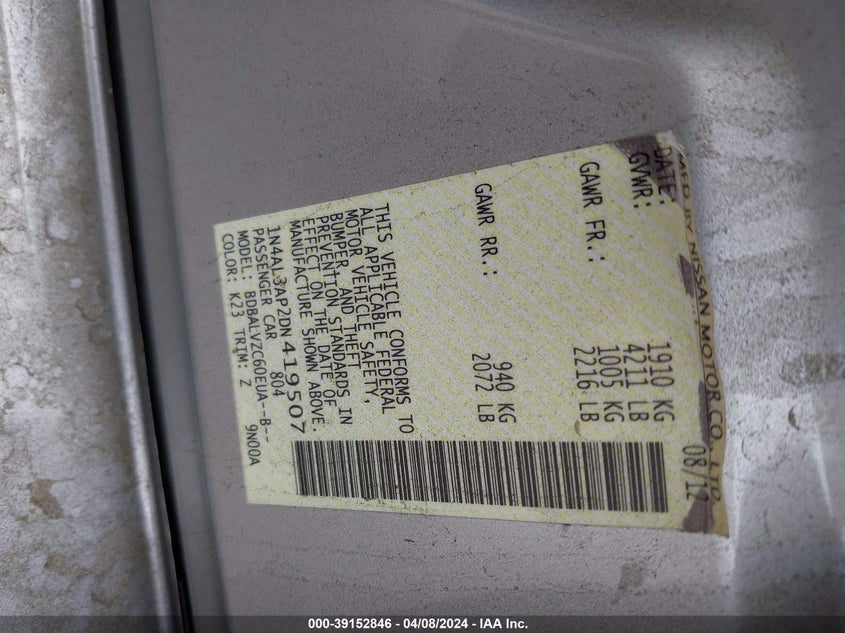 MFD BY NISSAN MOTOR CO., LTD.
DATE: 08/12
GVWR: 1910 KG
4211 LB
GAWR FR.: 1005 KG
2216 LB
GAWR RR.: 940 KG
2072 LB
THIS VEHICLE CONFORMS TO
ALL APPLICABLE FEDERAL
MOTOR VEHICLE SAFETY,
BUMPER, AND THEFT
PREVENTION STANDARDS IN
EFFECT ON THE DATE OF
MANUFACTURE SHOWN ABOVE.
1N4AL3AP2DN419507
PASSENGER CAR 804
MODEL: BDBALVZC60EUA--B--
COLOR: K23 TRIM: Z 9N00A
000-39152846 - 04/08/2024 - IAA Inc.